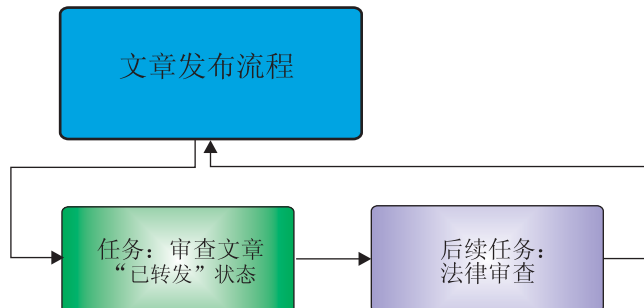 文章发布流程
任务：审查文章
“已转发”状态
后续任务：
法律审查